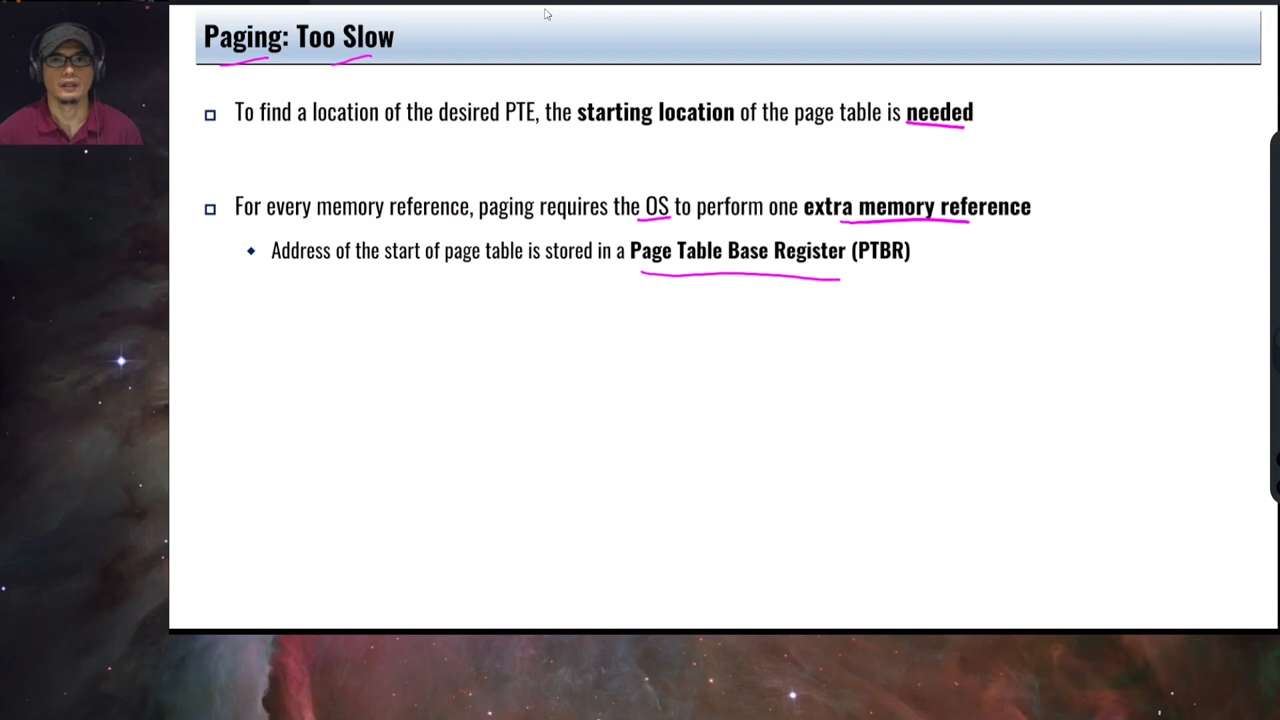 Paging: Too Slow
To find a location of the desired PTE, the starting location of the page table is needed
For every memory reference, paging requires the OS to perform one extra memory reference
Address of the start of page table is stored in a Page Table Base Register (PTBR)